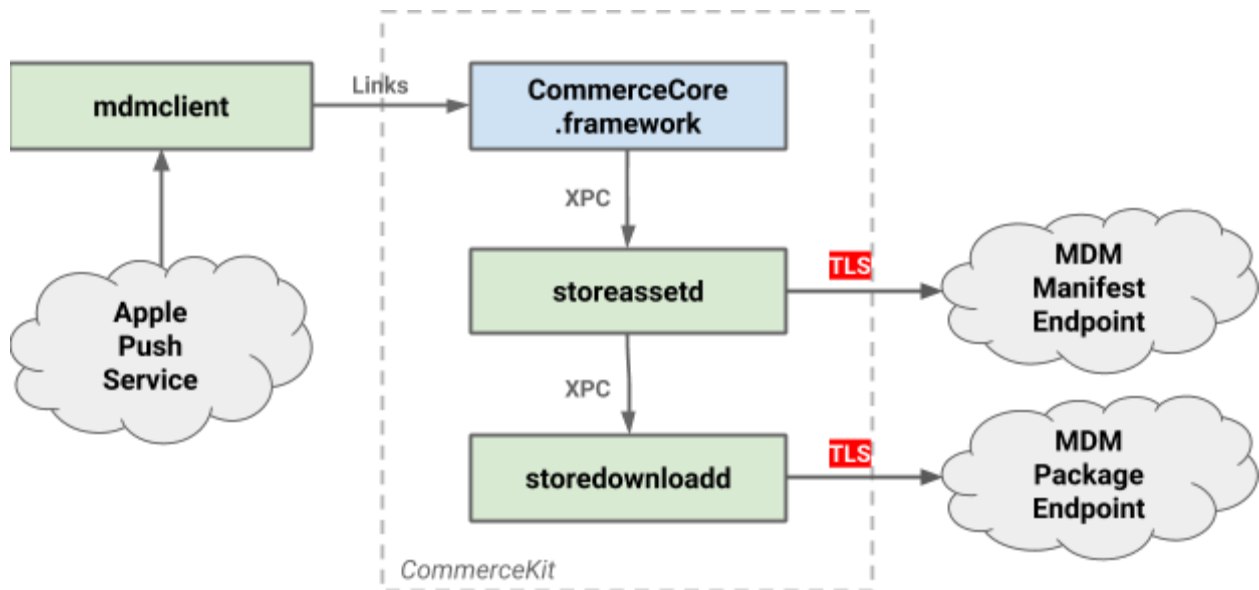 mdmclient
Links
CommerceCore
.framework
XPC
storeassetd
TLS
MDM
Manifest
Endpoint
Apple
Push
Service
XPC
storedownloadd
TLS
MDM
Package
Endpoint
CommerceKit